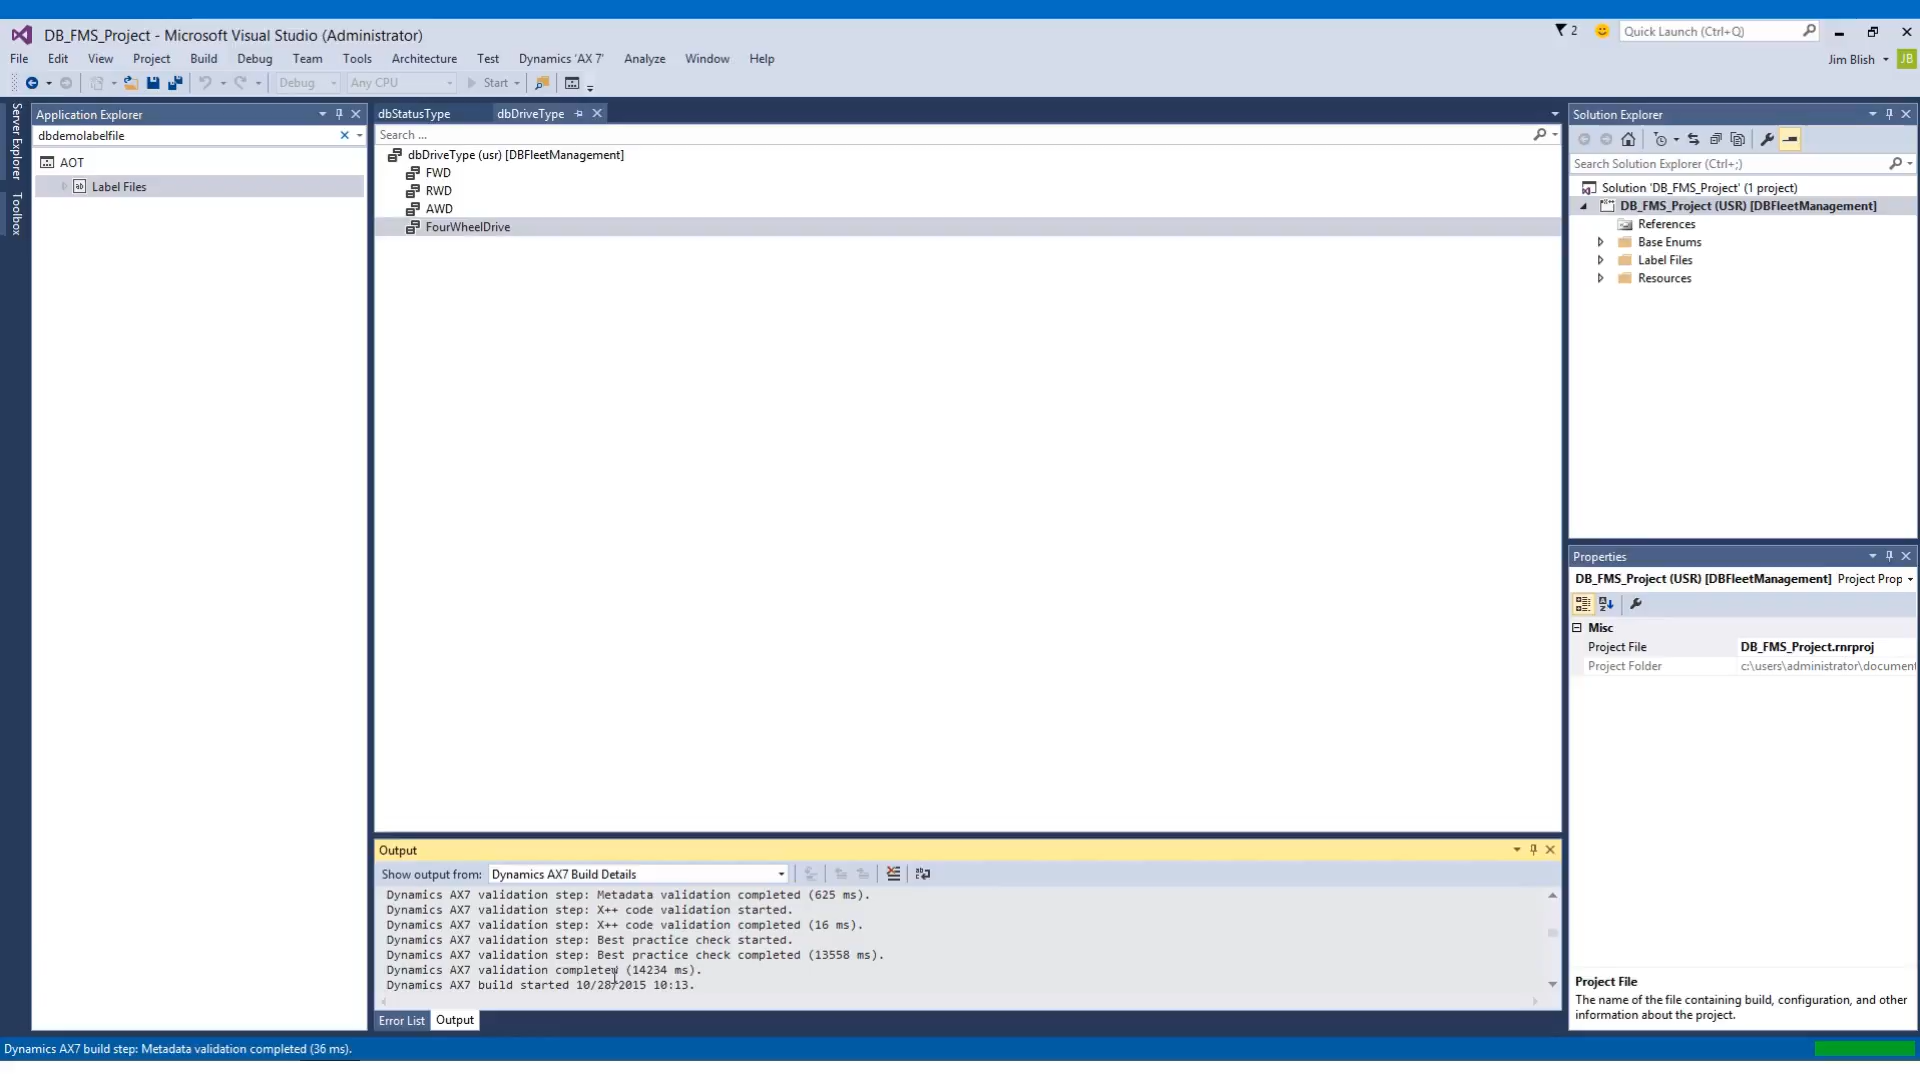 DB_FMS_Project - Microsoft Visual Studio (Administrator)
2
Quick Launch (Ctrl+Q)
File Edit View Project Build Debug Team Tools Architecture Test Dynamics 'AX 7' Analyze Window Help
Jim Blish
JB
Debug Any CPU Start
Server Explorer
Toolbox
Application Explorer
dbdemolabelfile
AOT
Label Files
dbStatusType dbDriveType
Search ...
dbDriveType (usr) [DBFleetManagement]
FWD
RWD
AWD
FourWheelDrive
Solution Explorer
Search Solution Explorer (Ctrl+;)
Solution 'DB_FMS_Project' (1 project)
DB_FMS_Project (USR) [DBFleetManagement]
References
Base Enums
Label Files
Resources
Properties
DB_FMS_Project (USR) [DBFleetManagement] Project Prop
Misc
Project File DB_FMS_Project.rnrproj
Project Folder c:\users\administrator\document
Project File
The name of the file containing build, configuration, and other
information about the project.
Output
Show output from: Dynamics AX7 Build Details
Dynamics AX7 validation step: Metadata validation completed (625 ms).
Dynamics AX7 validation step: X++ code validation started.
Dynamics AX7 validation step: X++ code validation completed (16 ms).
Dynamics AX7 validation step: Best practice check started.
Dynamics AX7 validation step: Best practice check completed (13558 ms).
Dynamics AX7 validation completed (14234 ms).
Dynamics AX7 build started 10/28/2015 10:13.
Error List Output
Dynamics AX7 build step: Metadata validation completed (36 ms).